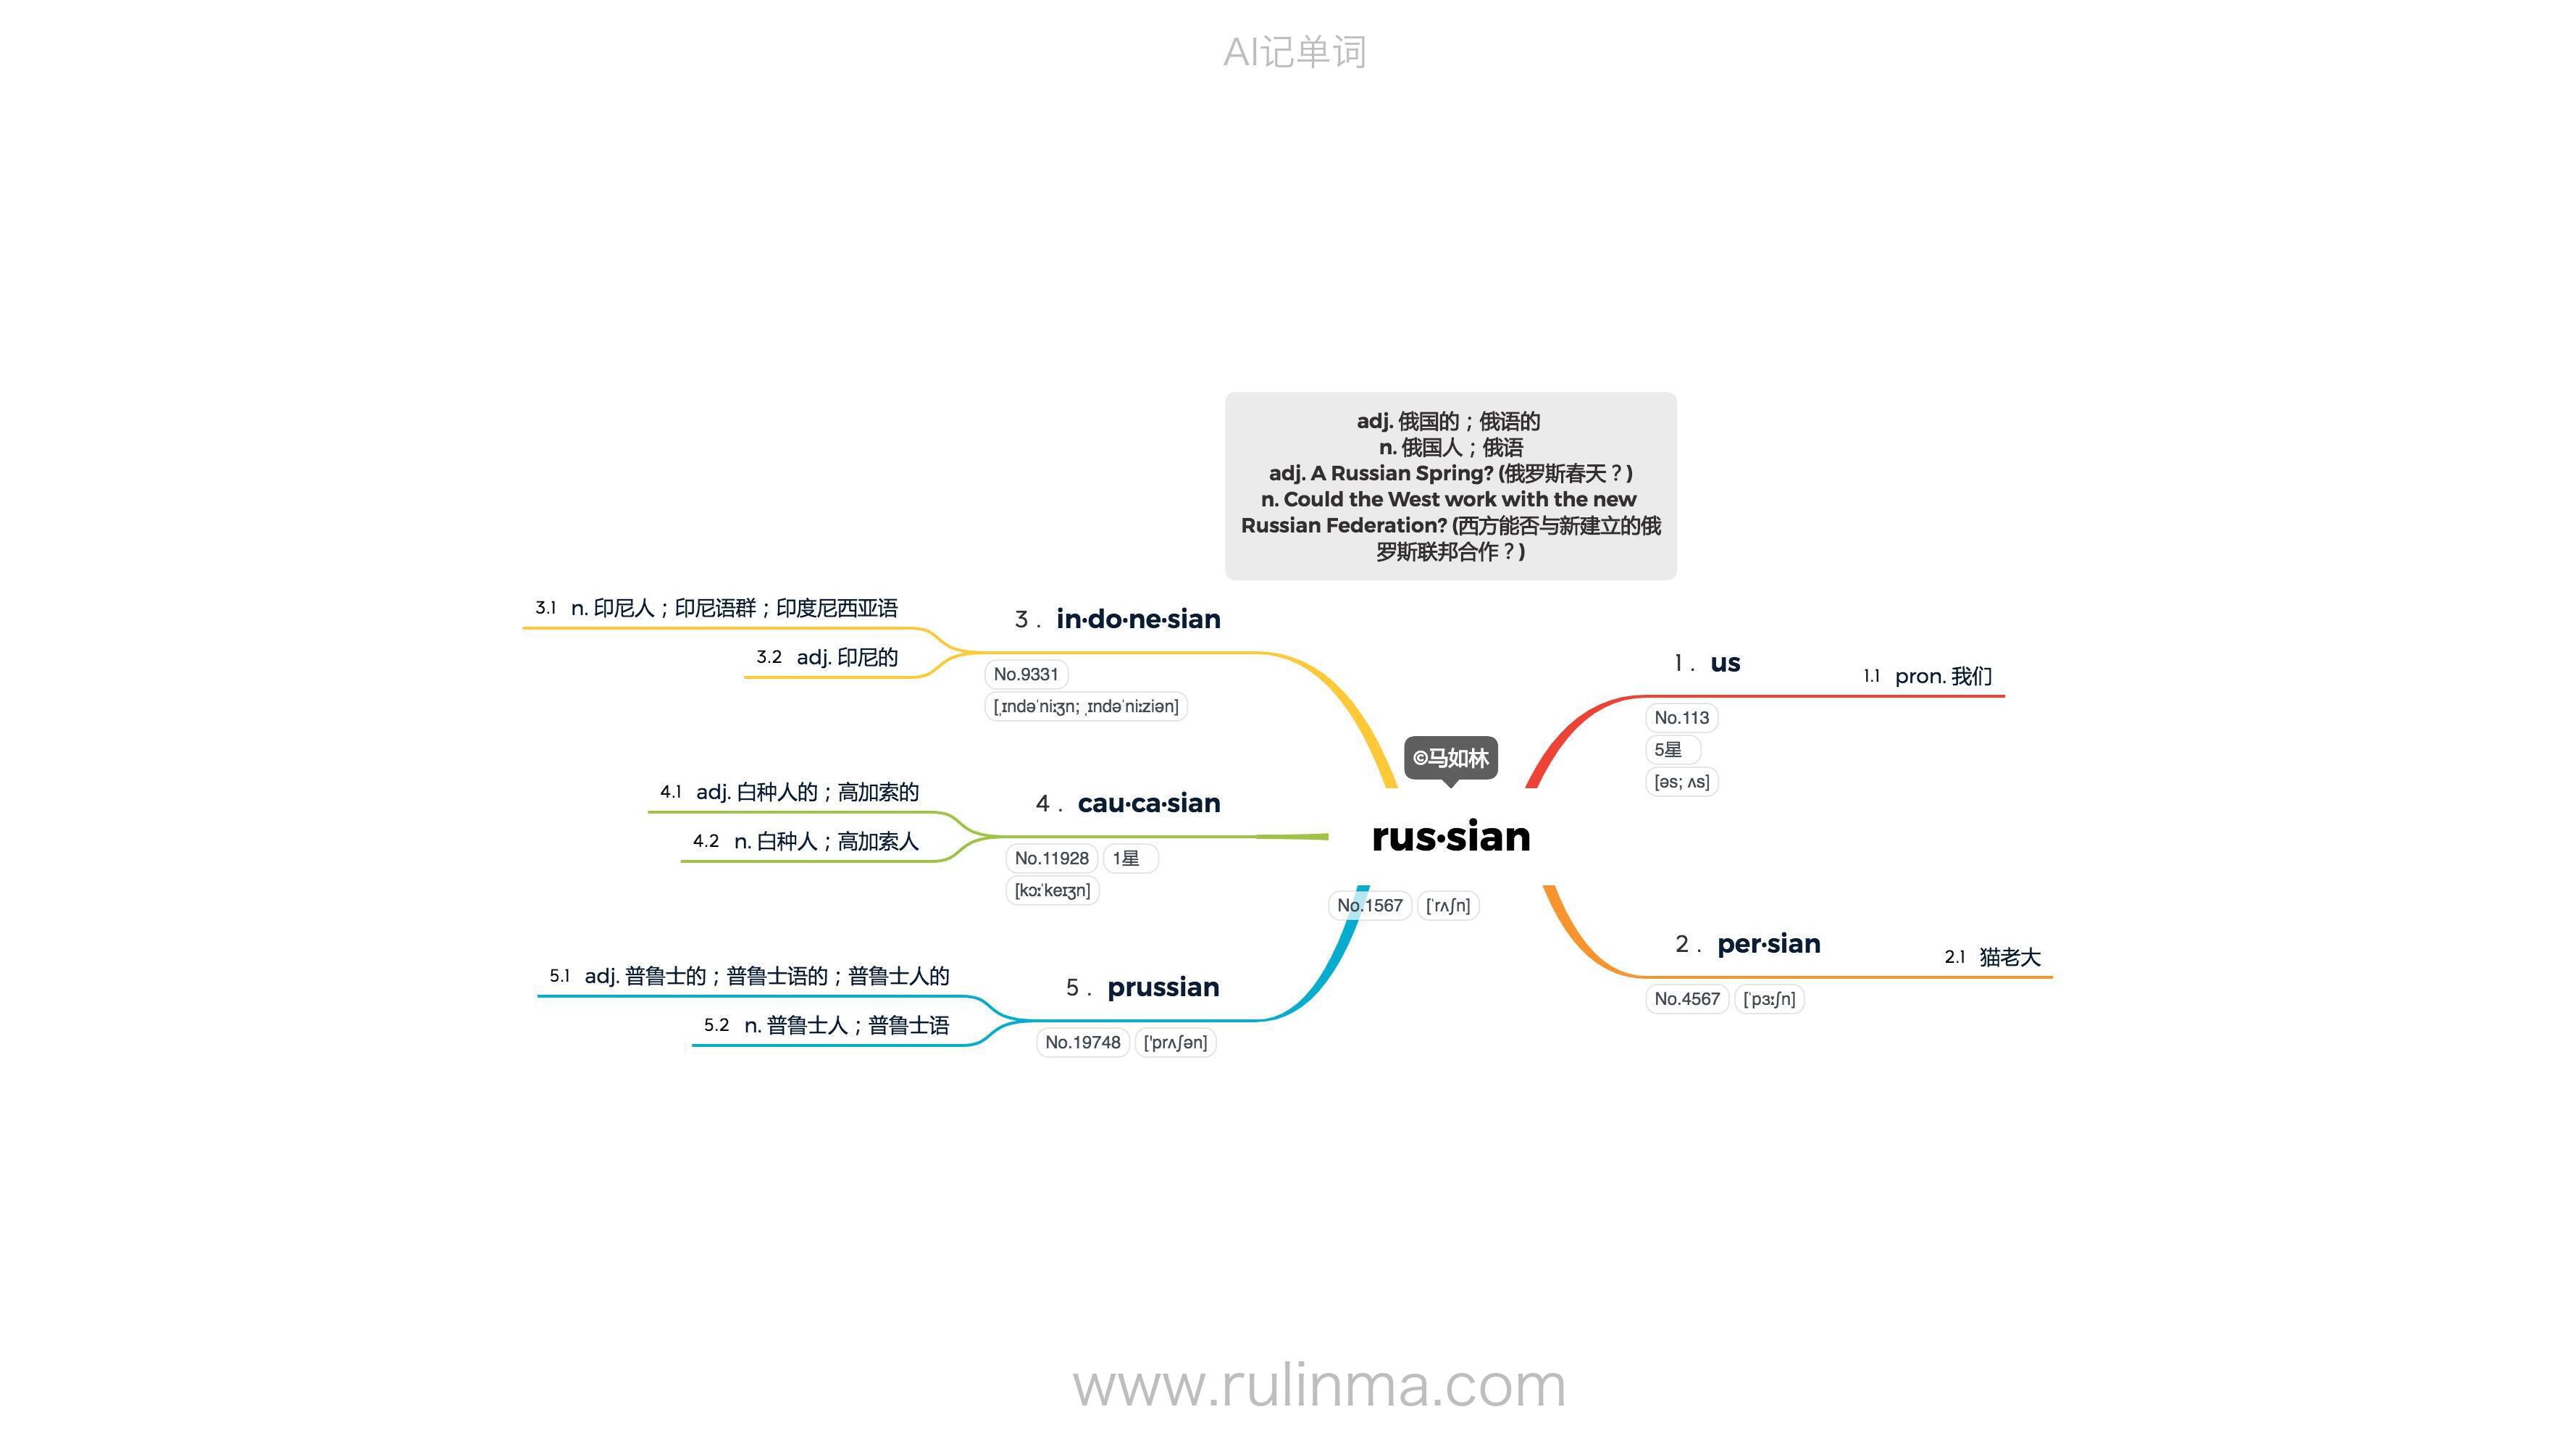 AI记单词
adj. 俄国的；俄语的
n. 俄国人；俄语
adj. A Russian Spring? (俄罗斯春天？)
n. Could the West work with the new
Russian Federation? (西方能否与新建立的俄
罗斯联邦合作？)
©马如林
rus·sian
No.1567 [ˈrʌʃn]
1. us
No.113
5星
[əs; ʌs]
1.1 pron. 我们
2. per·sian
No.4567 [ˈpɜːʃn]
2.1 猫老大
3. in·do·ne·sian
No.9331
[ˌɪndəˈniːʒn; ˌɪndəˈniːziən]
3.1 n. 印尼人；印尼语群；印度尼西亚语
3.2 adj. 印尼的
4. cau·ca·sian
No.11928 1星
[kɔːˈkeɪʒn]
4.1 adj. 白种人的；高加索的
4.2 n. 白种人；高加索人
5. prussian
No.19748 ['prʌʃən]
5.1 adj. 普鲁士的；普鲁士语的；普鲁士人的
5.2 n. 普鲁士人；普鲁士语
www.rulinma.com